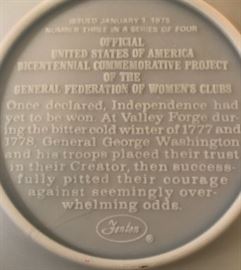 ISSUED JANUARY 1, 1975
NUMBER THREE IN A SERIES OF FOUR
OFFICIAL
UNITED STATES OF AMERICA
BICENTENNIAL COMMEMORATIVE PROJECT
OF THE
GENERAL FEDERATION OF WOMEN'S CLUBS
Once declared, Independence had
yet to be won. At Valley Forge dur-
ing the bitter cold winter of 1777 and
1778, General George Washington
and his troops placed their trust
in their Creator, then success-
fully pitted their courage
against seemingly over-
whelming odds.
Fenton
®